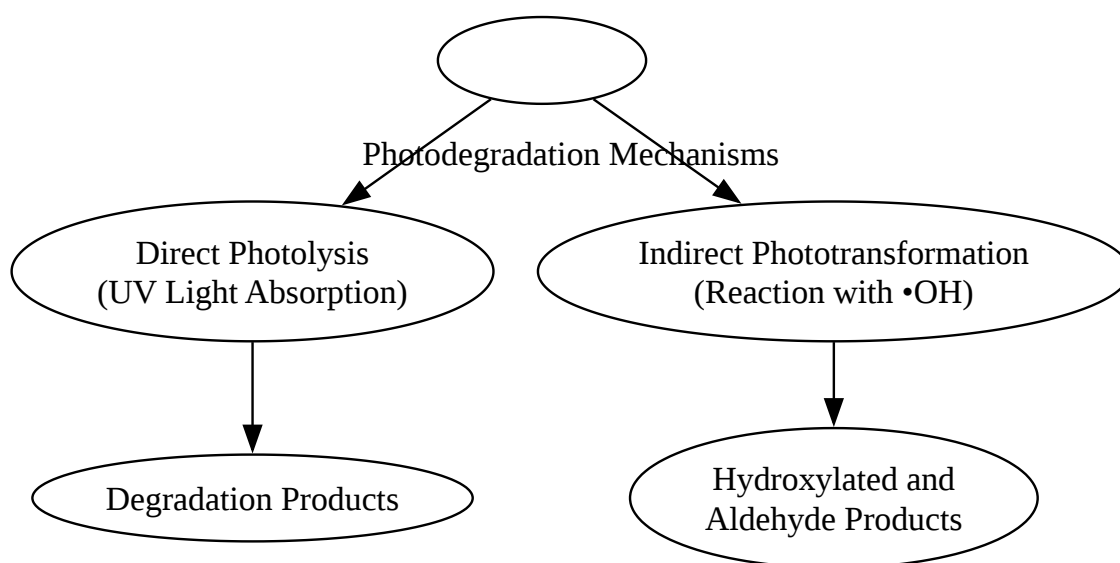 Photodegradation Mechanisms
Direct Photolysis
(UV Light Absorption)
Indirect Phototransformation
(Reaction with •OH)
Degradation Products
Hydroxylated and
Aldehyde Products